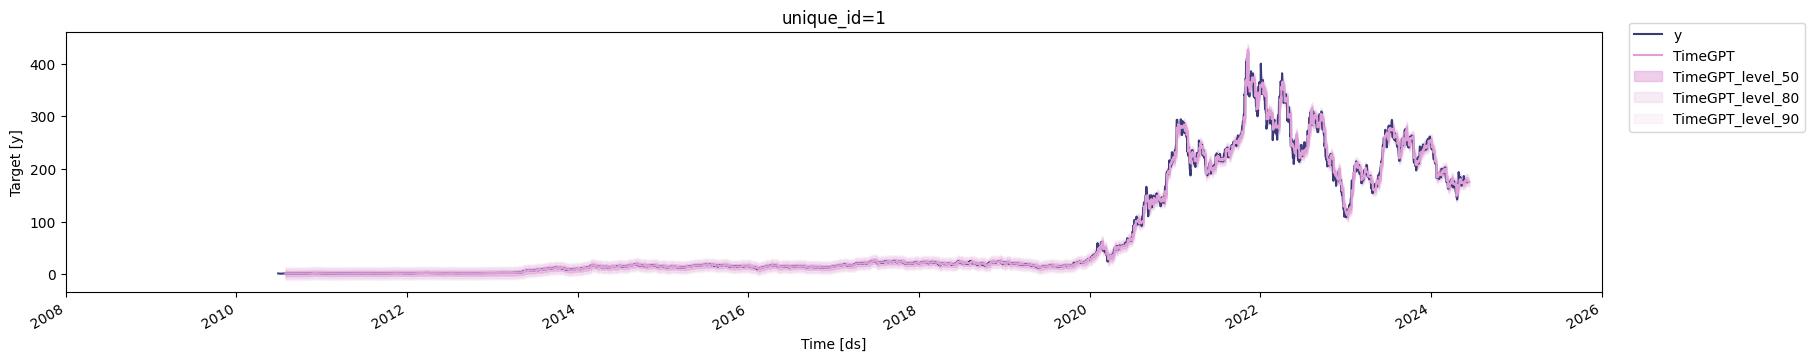 unique_id=1
y
TimeGPT
TimeGPT_level_50
TimeGPT_level_80
TimeGPT_level_90
Target [y]
400
300
200
100
0
2008
2010
2012
2014
2016
2018
2020
2022
2024
2026
Time [ds]